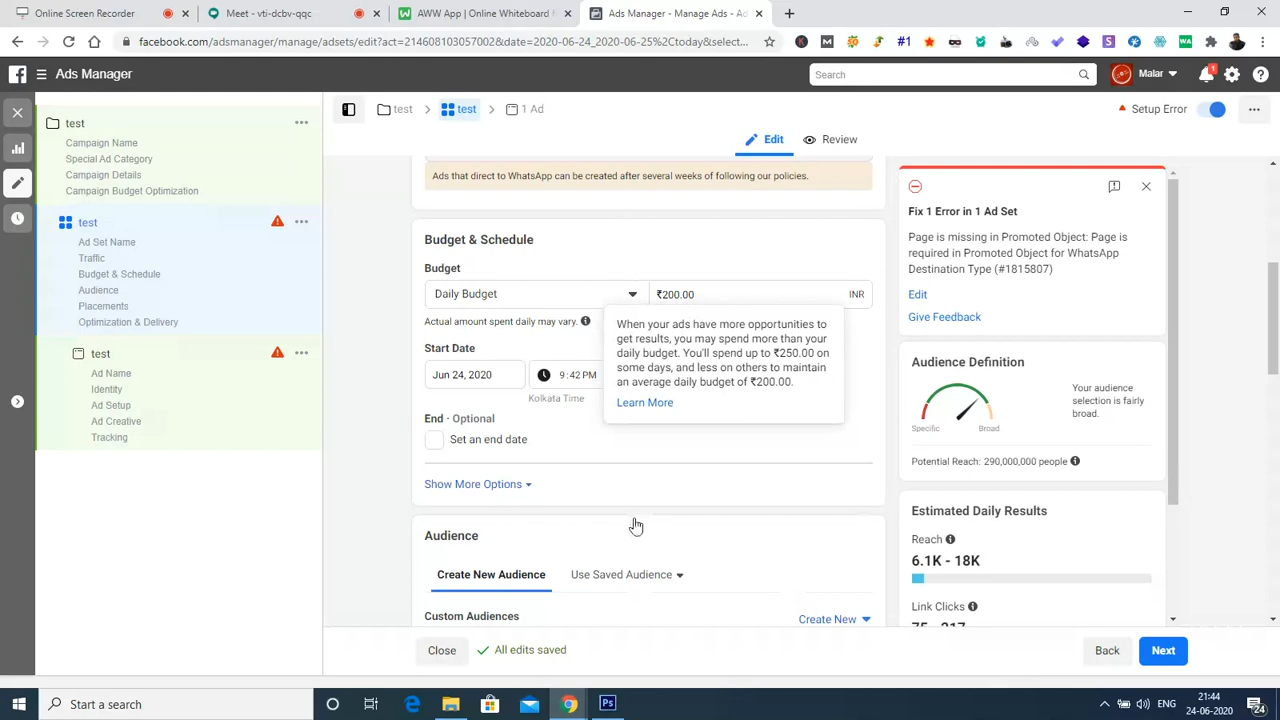 Online Screen Recorder
Meet - vti-dcbv-qqc
AWW App | Online Whiteboard f
Ads Manager - Manage Ads - Ad
facebook.com/adsmanager/manage/adsets/edit?act=214608103057002&date=2020-06-24_2020-06-25%2Ctoday&select...
Ads Manager
Search
Malar
1
test
Campaign Name
Special Ad Category
Campaign Details
Campaign Budget Optimization
test
Ad Set Name
Traffic
Budget & Schedule
Audience
Placements
Optimization & Delivery
test
Ad Name
Identity
Ad Setup
Ad Creative
Tracking
test > test > 1 Ad
Setup Error
Edit
Review
Ads that direct to WhatsApp can be created after several weeks of following our policies.
Budget & Schedule
Budget
Daily Budget
₹200.00 INR
Actual amount spent daily may vary.
When your ads have more opportunities to
get results, you may spend more than your
daily budget. You'll spend up to ₹250.00 on
some days, and less on others to maintain
an average daily budget of ₹200.00.
Learn More
Start Date
Jun 24, 2020
9:42 PM
Kolkata Time
End · Optional
Set an end date
Show More Options
Audience
Create New Audience
Use Saved Audience
Custom Audiences
Create New
Close
All edits saved
Back
Next
Fix 1 Error in 1 Ad Set
Page is missing in Promoted Object: Page is
required in Promoted Object for WhatsApp
Destination Type (#1815807)
Edit
Give Feedback
Audience Definition
Your audience
selection is fairly
broad.
Specific
Broad
Potential Reach: 290,000,000 people
Estimated Daily Results
Reach
6.1K - 18K
Link Clicks
75 - 217
Start a search
21:44
24-06-2020
24